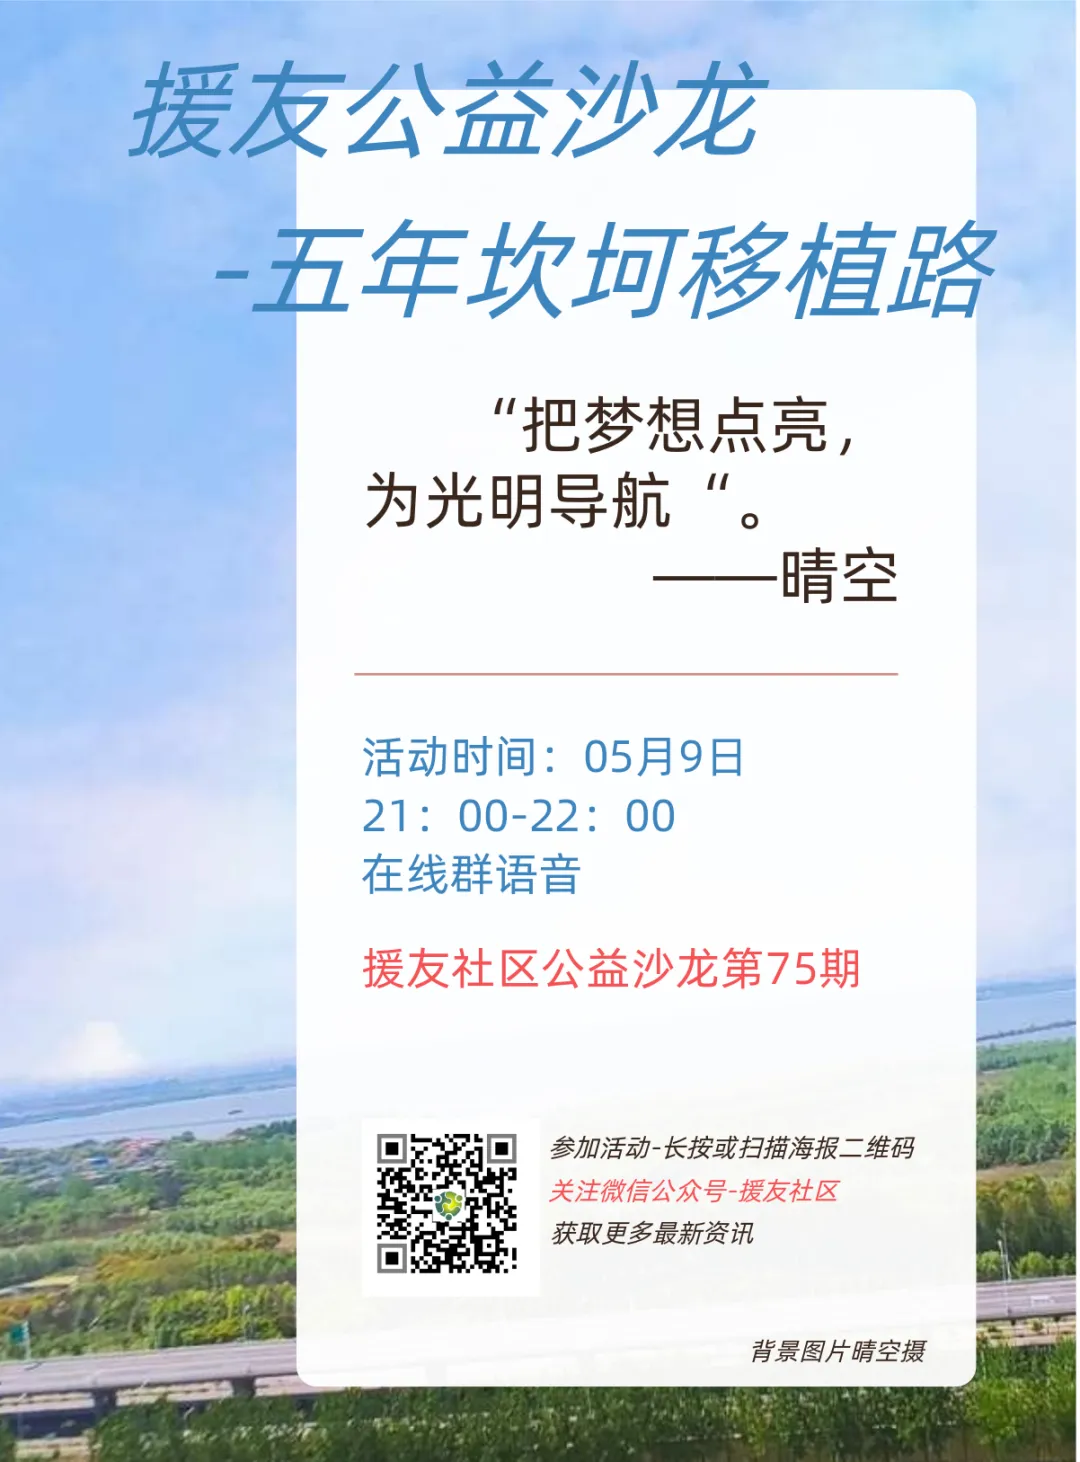 援友公益沙龙
-五年坎坷移植路
“把梦想点亮，
为光明导航“。
——晴空
活动时间：05月9日
21：00-22：00
在线群语音
援友社区公益沙龙第75期
参加活动-长按或扫描海报二维码
关注微信公众号-援友社区
获取更多最新资讯
背景图片晴空摄